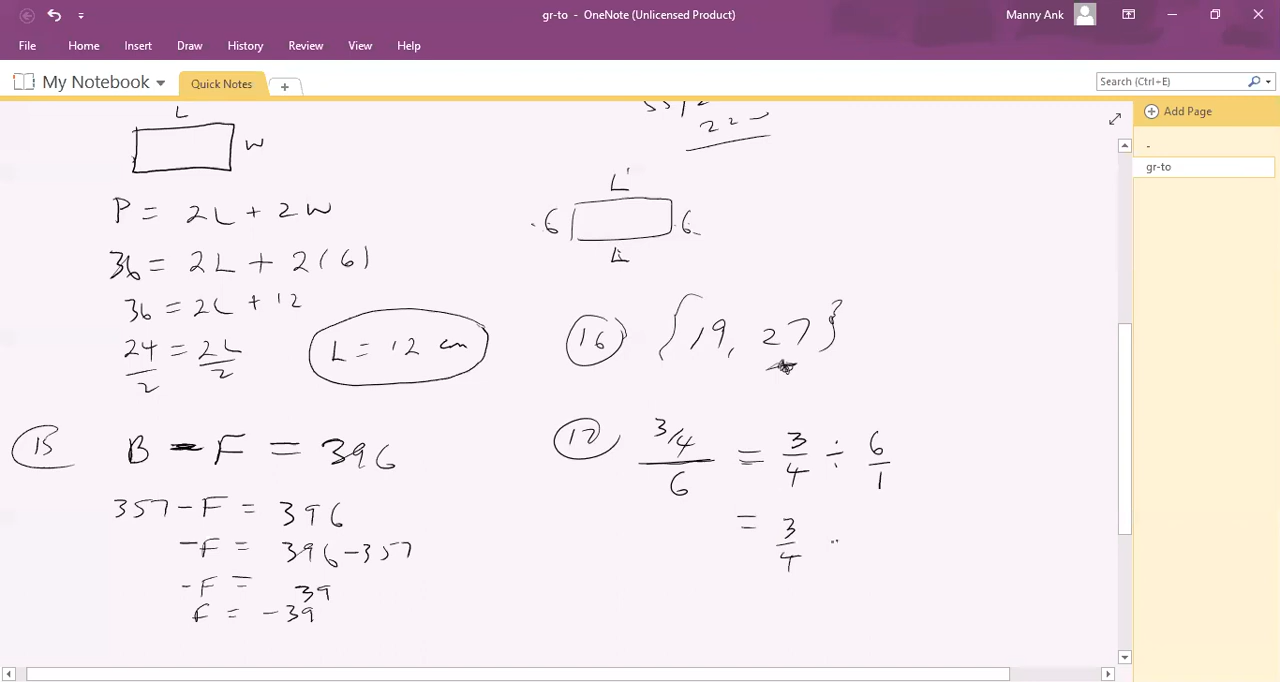 gr-to - OneNote (Unlicensed Product)
Manny Ank
File Home Insert Draw History Review View Help
My Notebook
Quick Notes
+
Search (Ctrl+E)
Add Page
-
gr-to
L
W
P = 2L + 2W
36 = 2L + 2(6)
36 = 2L + 12
24/2 = 2L/2
L = 12 cm
15 B - F = 396
357 - F = 396
-F = 396 - 357
-F = 39
F = -39
L
6 6
L
16 {19, 27}
17 3/4 / 6 = 3/4 ÷ 6/1
= 3/4